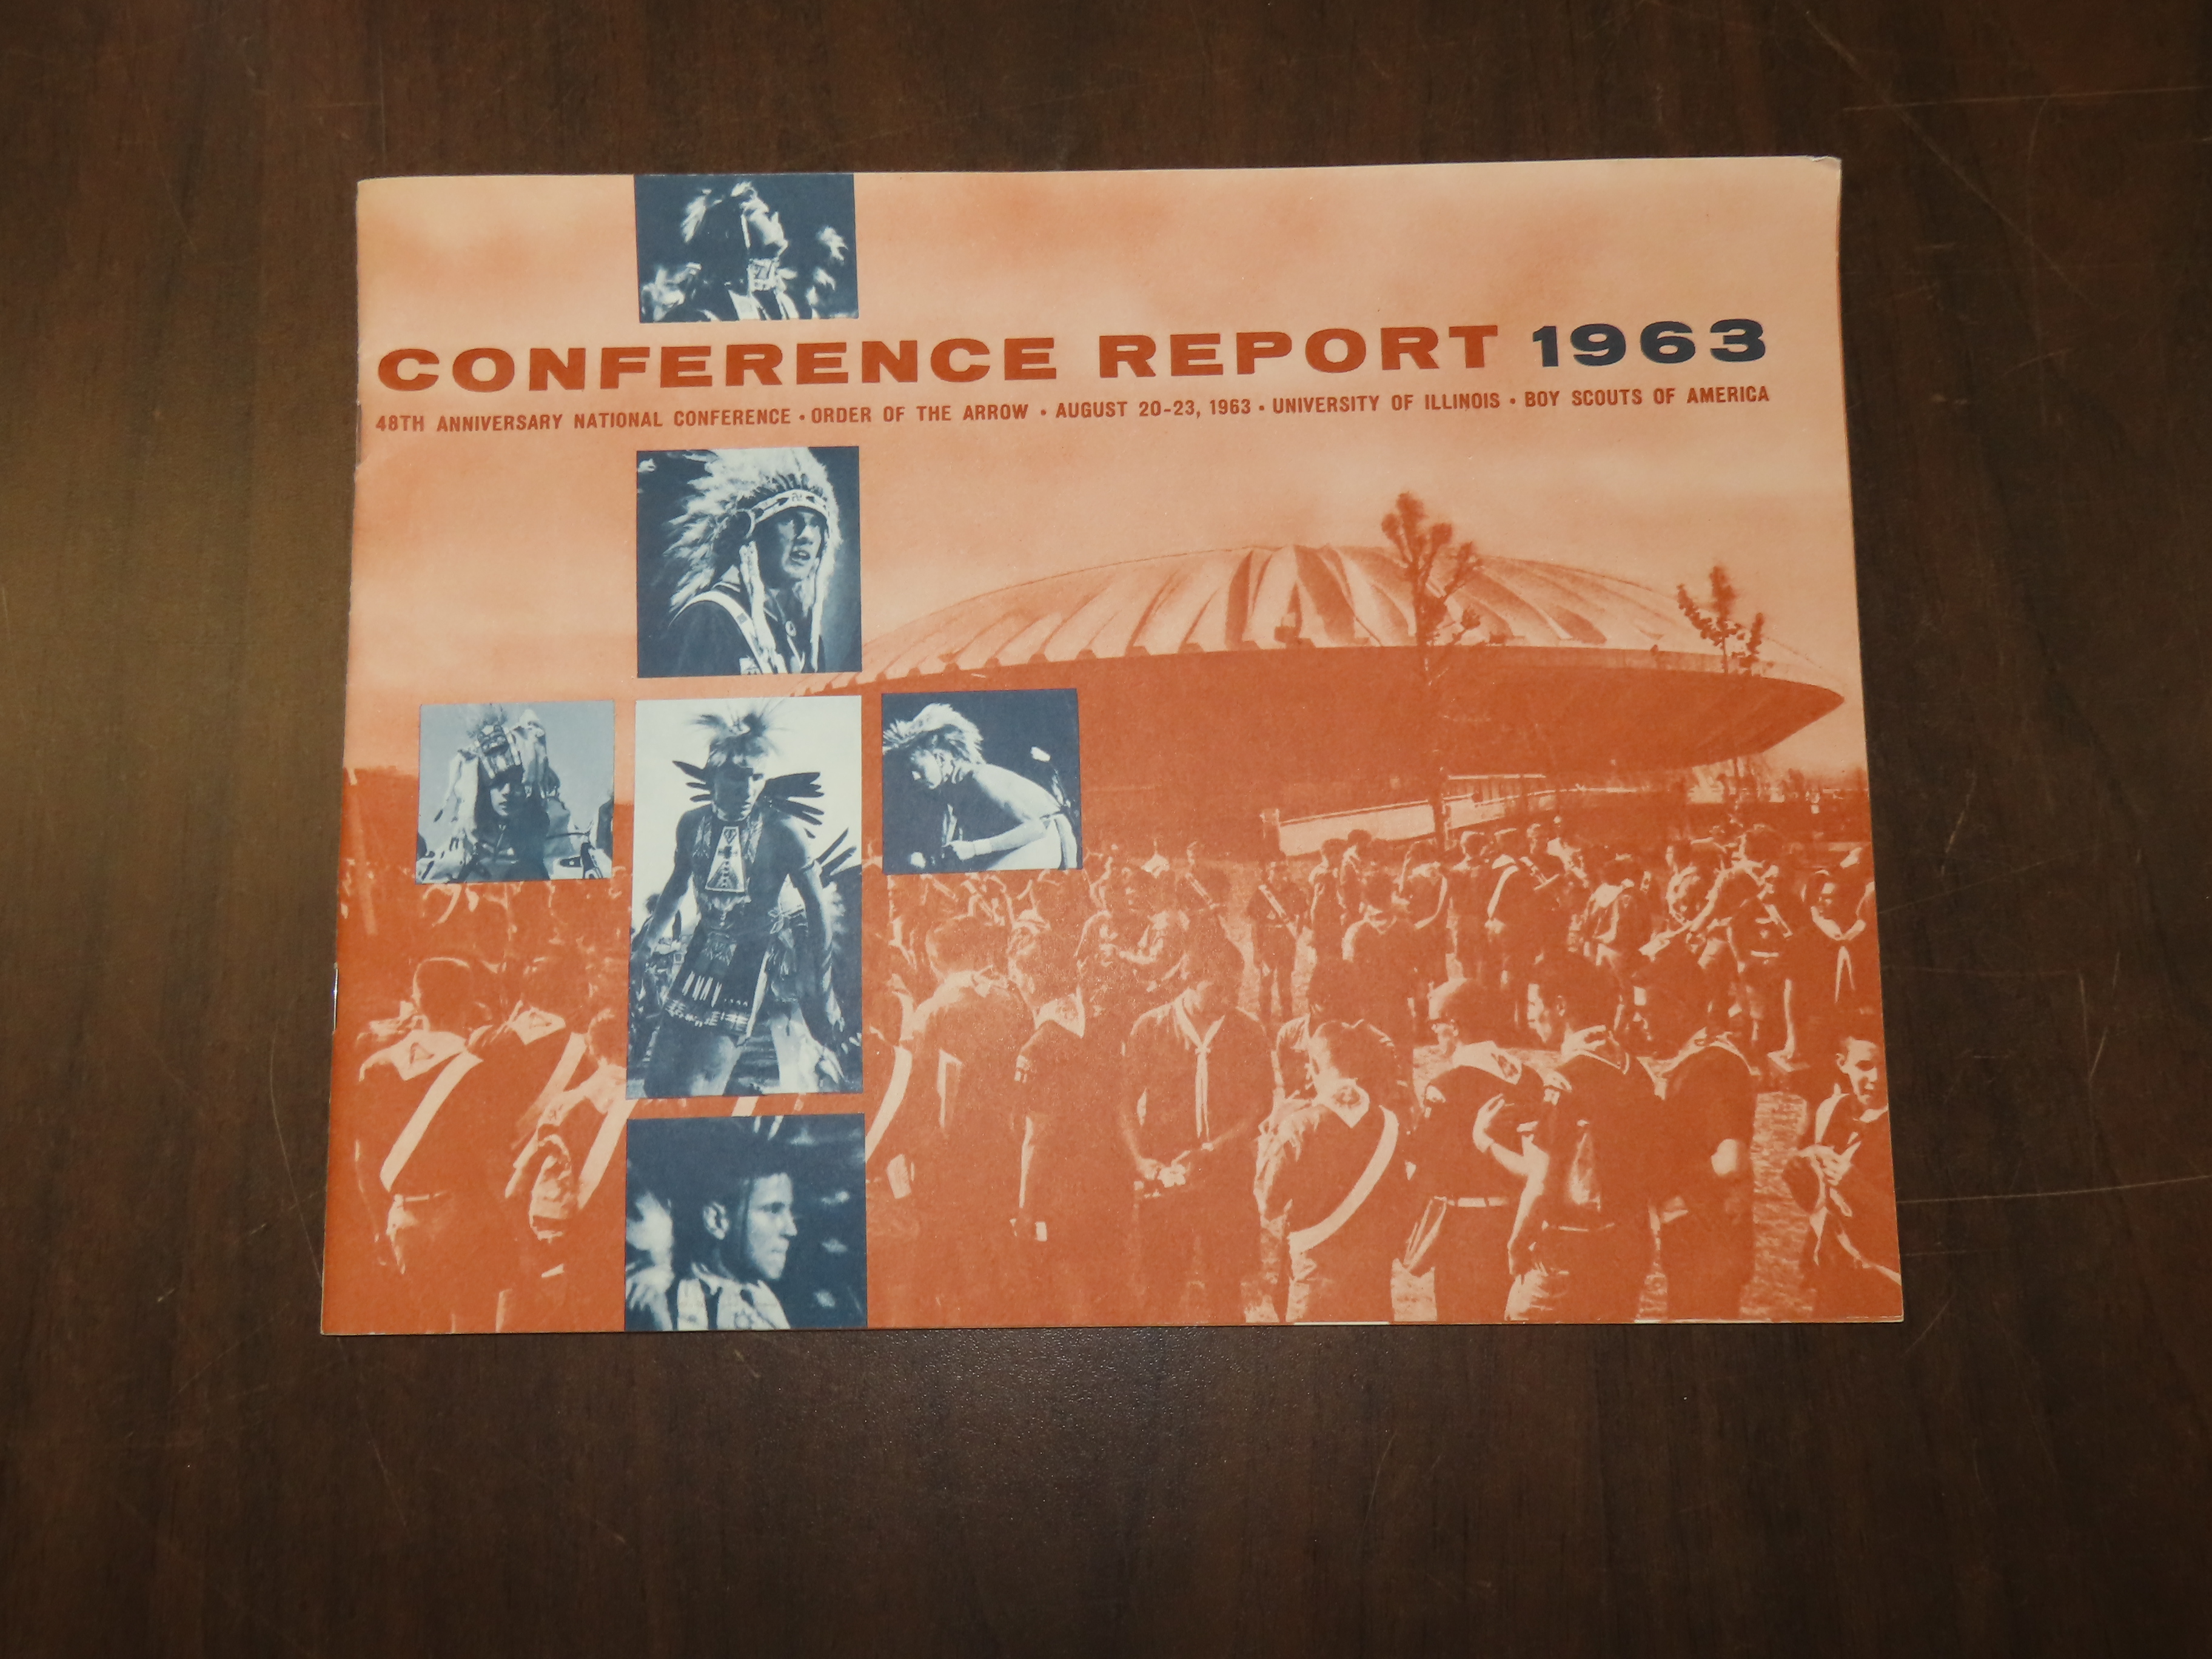 CONFERENCE REPORT 1963
48TH ANNIVERSARY NATIONAL CONFERENCE • ORDER OF THE ARROW • AUGUST 20-23, 1963 • UNIVERSITY OF ILLINOIS • BOY SCOUTS OF AMERICA